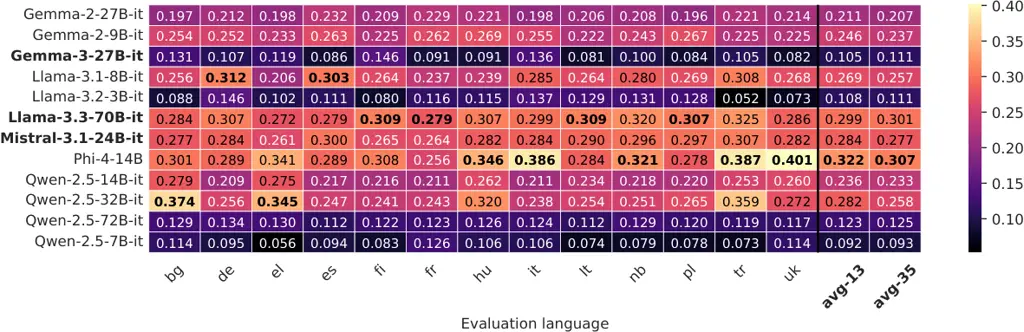 Gemma-2-27B-it 0.197 0.212 0.198 0.232 0.209 0.229 0.221 0.198 0.206 0.208 0.196 0.221 0.214 0.211 0.207
Gemma-2-9B-it 0.254 0.252 0.233 0.263 0.225 0.262 0.269 0.255 0.222 0.243 0.267 0.225 0.225 0.246 0.237
Gemma-3-27B-it 0.131 0.107 0.119 0.086 0.146 0.091 0.091 0.136 0.081 0.100 0.084 0.105 0.082 0.105 0.111
Llama-3.1-8B-it 0.256 0.312 0.206 0.303 0.264 0.237 0.239 0.285 0.264 0.280 0.269 0.308 0.268 0.269 0.257
Llama-3.2-3B-it 0.088 0.146 0.102 0.111 0.080 0.116 0.115 0.137 0.129 0.131 0.128 0.052 0.073 0.108 0.111
Llama-3.3-70B-it 0.284 0.307 0.272 0.279 0.309 0.279 0.307 0.299 0.309 0.320 0.307 0.325 0.286 0.299 0.301
Mistral-3.1-24B-it 0.277 0.284 0.261 0.300 0.265 0.264 0.282 0.284 0.290 0.296 0.297 0.307 0.282 0.284 0.277
Phi-4-14B 0.301 0.289 0.341 0.289 0.308 0.256 0.346 0.386 0.284 0.321 0.278 0.387 0.401 0.322 0.307
Qwen-2.5-14B-it 0.279 0.209 0.275 0.217 0.216 0.211 0.262 0.211 0.234 0.218 0.220 0.253 0.260 0.236 0.233
Qwen-2.5-32B-it 0.374 0.256 0.345 0.247 0.241 0.243 0.320 0.238 0.254 0.251 0.265 0.359 0.272 0.282 0.258
Qwen-2.5-72B-it 0.129 0.134 0.130 0.112 0.122 0.123 0.126 0.124 0.112 0.129 0.120 0.119 0.117 0.123 0.125
Qwen-2.5-7B-it 0.114 0.095 0.056 0.094 0.083 0.126 0.106 0.106 0.074 0.079 0.078 0.073 0.114 0.092 0.093
bg de el es fi fr hu it lt nb pl tr uk avg-13 avg-35
Evaluation language
0.40
0.35
0.30
0.25
0.20
0.15
0.10